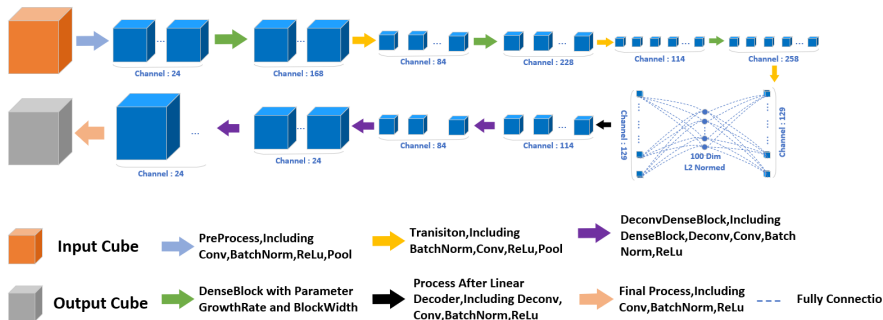 Channel : 24
Channel : 168
Channel : 84
Channel : 228
Channel : 114
Channel : 258
Channel : 24
Channel : 24
Channel : 84
Channel : 114
Channel : 129
100 Dim
L2 Normed
Channel : 129
Input Cube
PreProcess,Including
Conv,BatchNorm,ReLu,Pool
Transiton,Including
BatchNorm,Conv,ReLu,Pool
DeconvDenseBlock,Including
DenseBlock,Deconv,Conv,Batch
Norm,ReLu
Output Cube
DenseBlock with Parameter
GrowthRate and BlockWidth
Process After Linear
Decoder,Including Deconv,
Conv,BatchNorm,ReLu
Final Process,Including
Conv,BatchNorm,ReLu
Fully Connectio